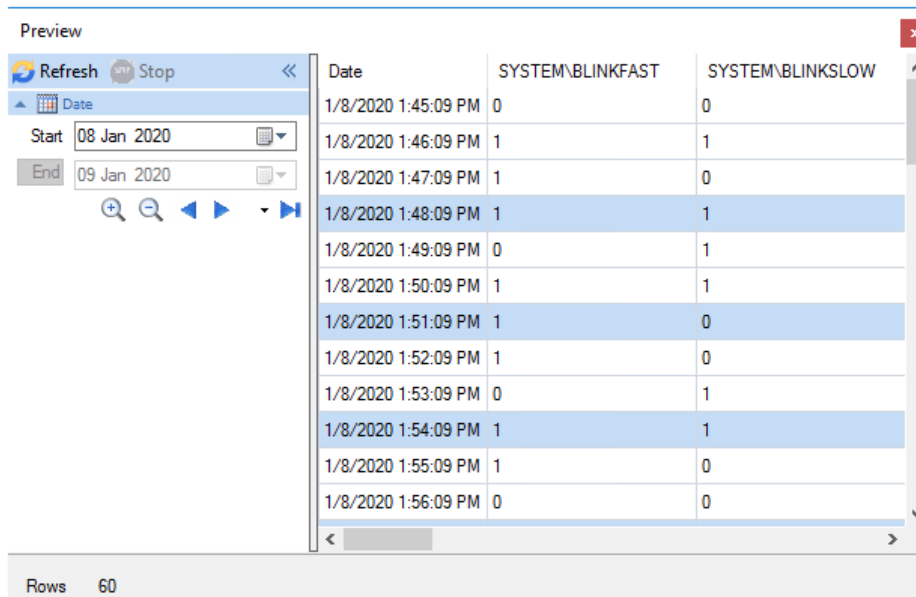 Preview
Refresh Stop
Date
Start 08 Jan 2020
End 09 Jan 2020
Date SYSTEM\BLINKFAST SYSTEM\BLINKSLOW
1/8/2020 1:45:09 PM 0 0
1/8/2020 1:46:09 PM 1 1
1/8/2020 1:47:09 PM 1 0
1/8/2020 1:48:09 PM 1 1
1/8/2020 1:49:09 PM 0 1
1/8/2020 1:50:09 PM 1 1
1/8/2020 1:51:09 PM 1 0
1/8/2020 1:52:09 PM 1 0
1/8/2020 1:53:09 PM 0 1
1/8/2020 1:54:09 PM 1 1
1/8/2020 1:55:09 PM 1 0
1/8/2020 1:56:09 PM 0 0
Rows 60